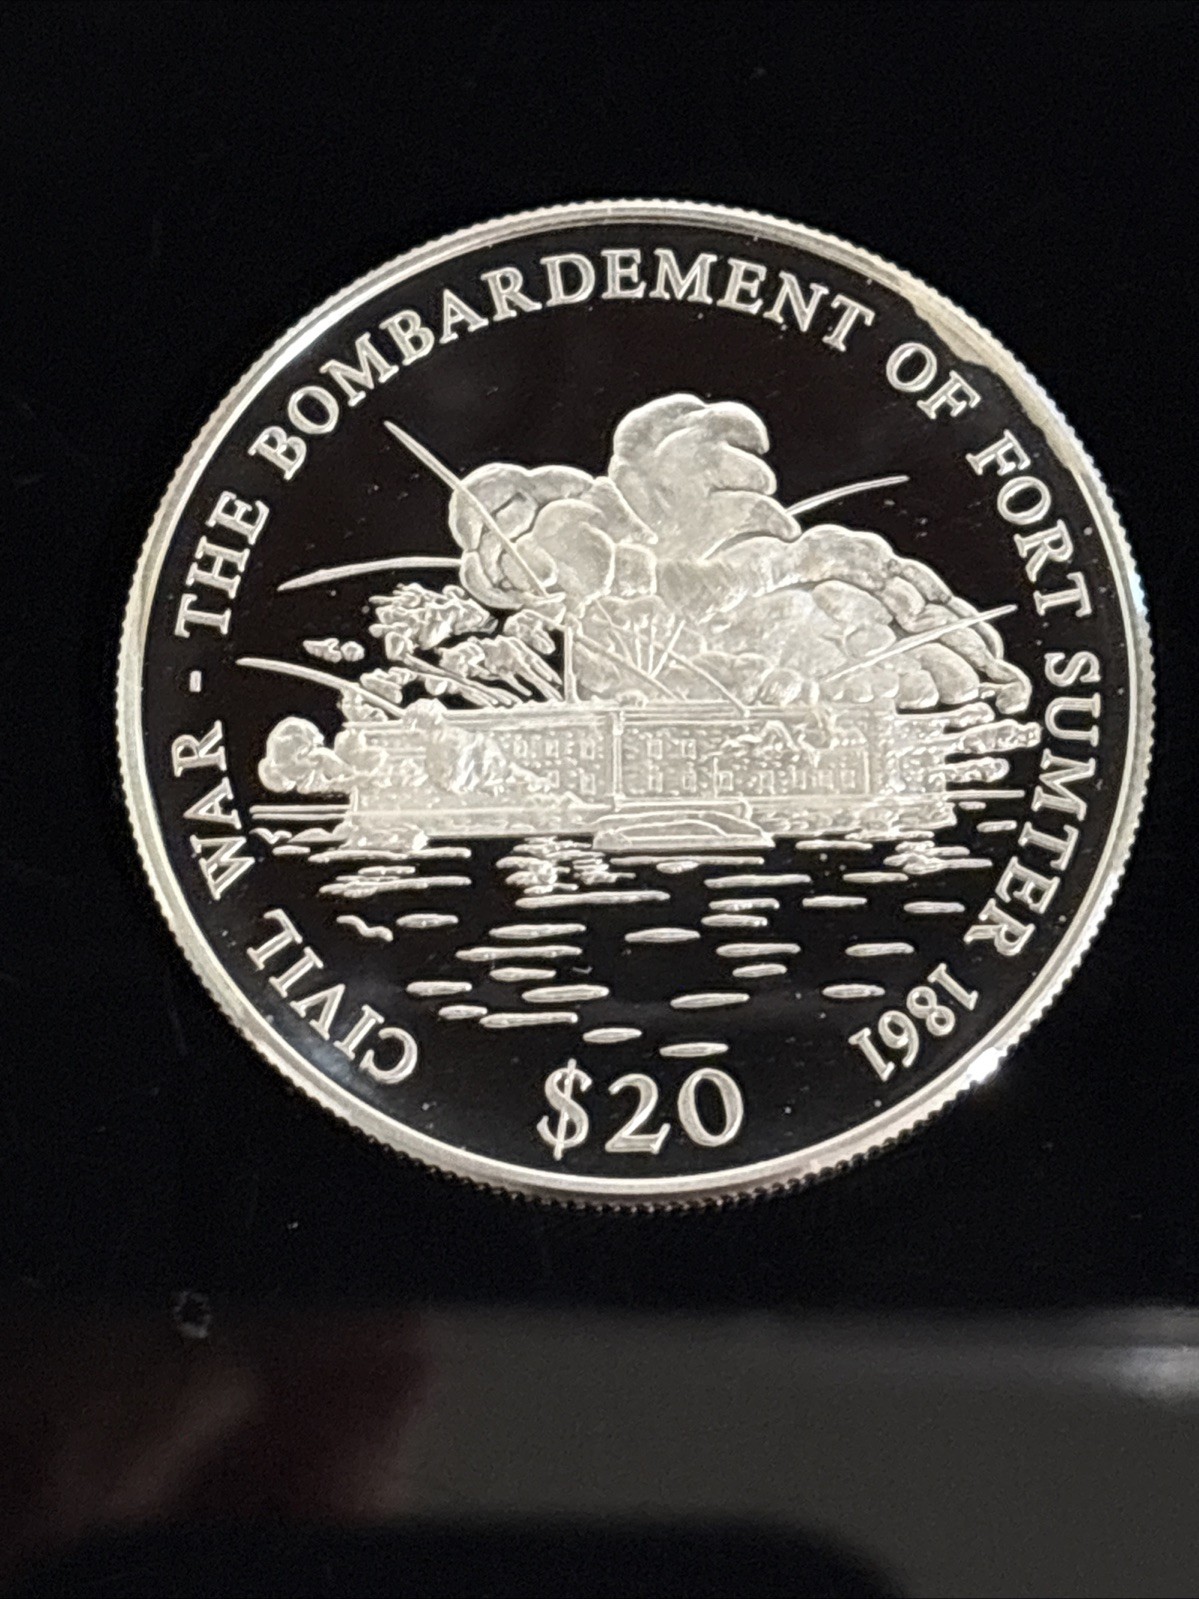 CIVIL WAR - THE BOMBARDEMENT OF FORT SUMTER 1861
$20